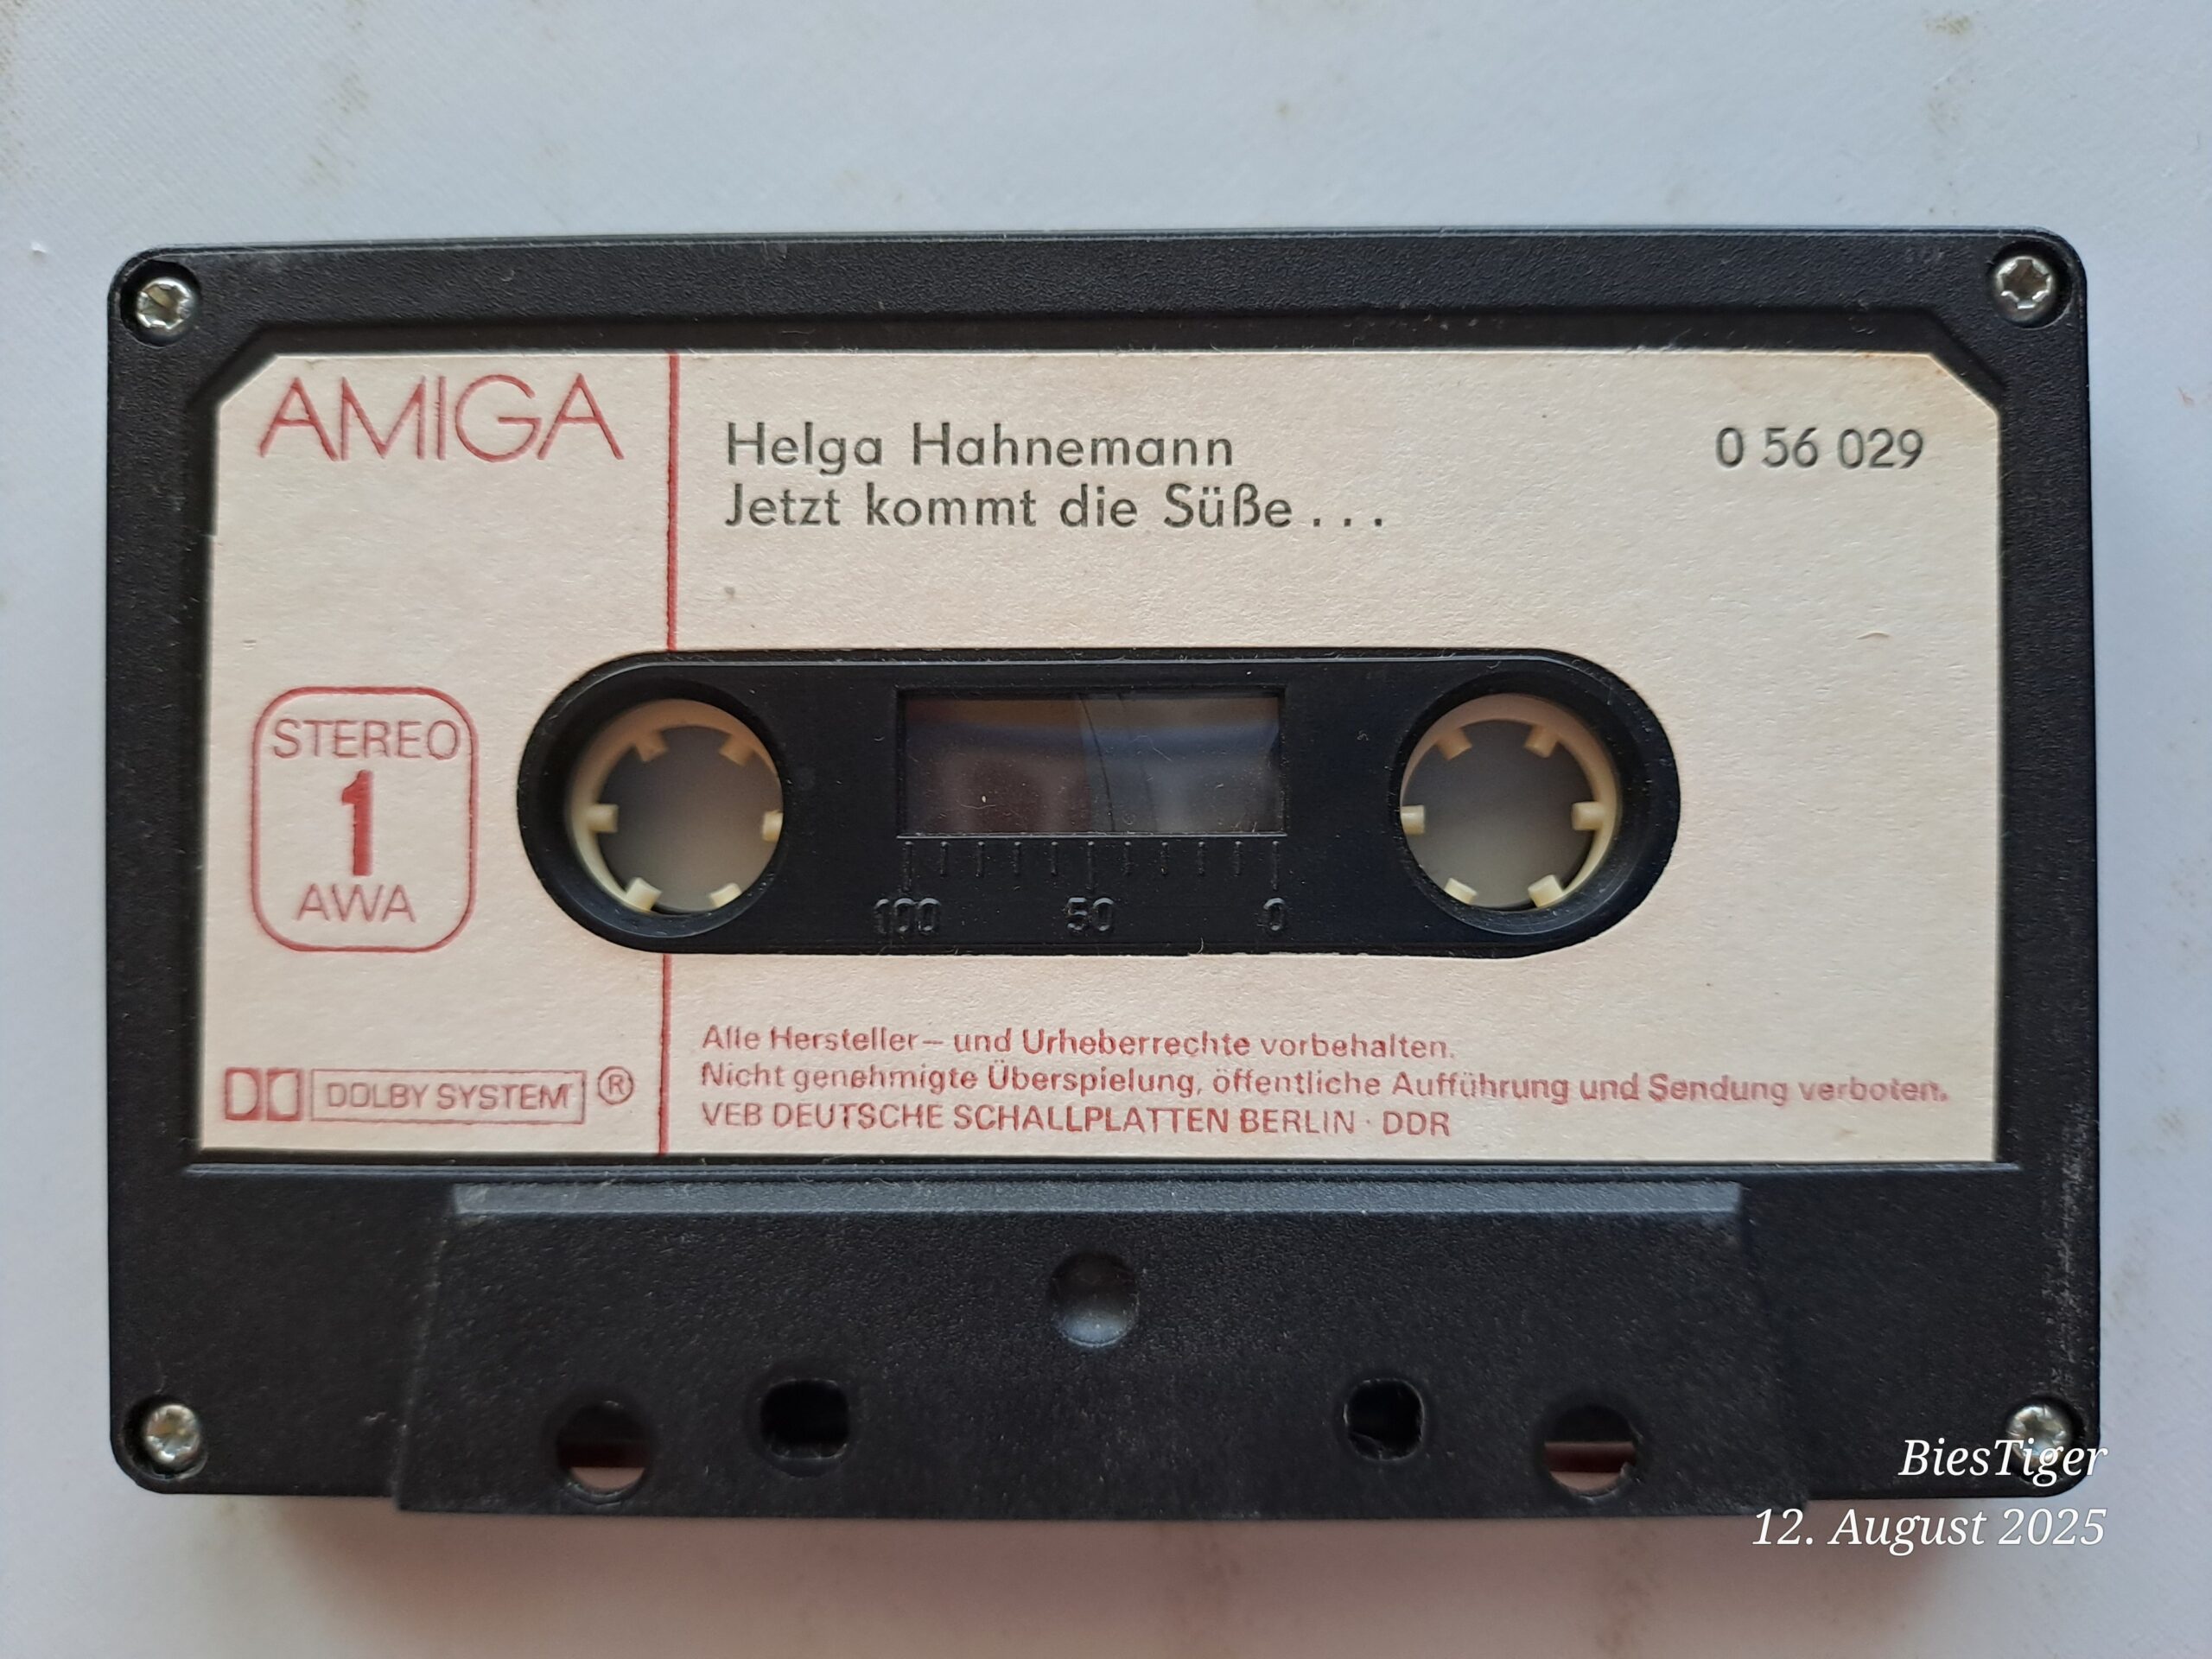 AMIGA
Helga Hahnemann
0 56 029
Jetzt kommt die Süße...
STEREO
1
AWA
100 50 0
Alle Hersteller- und Urheberrechte vorbehalten.
Nicht genehmigte Überspielung, öffentliche Aufführung und Sendung verboten.
DOLBY SYSTEM ®
VEB DEUTSCHE SCHALLPLATTEN BERLIN · DDR
BiesTiger
12. August 2025